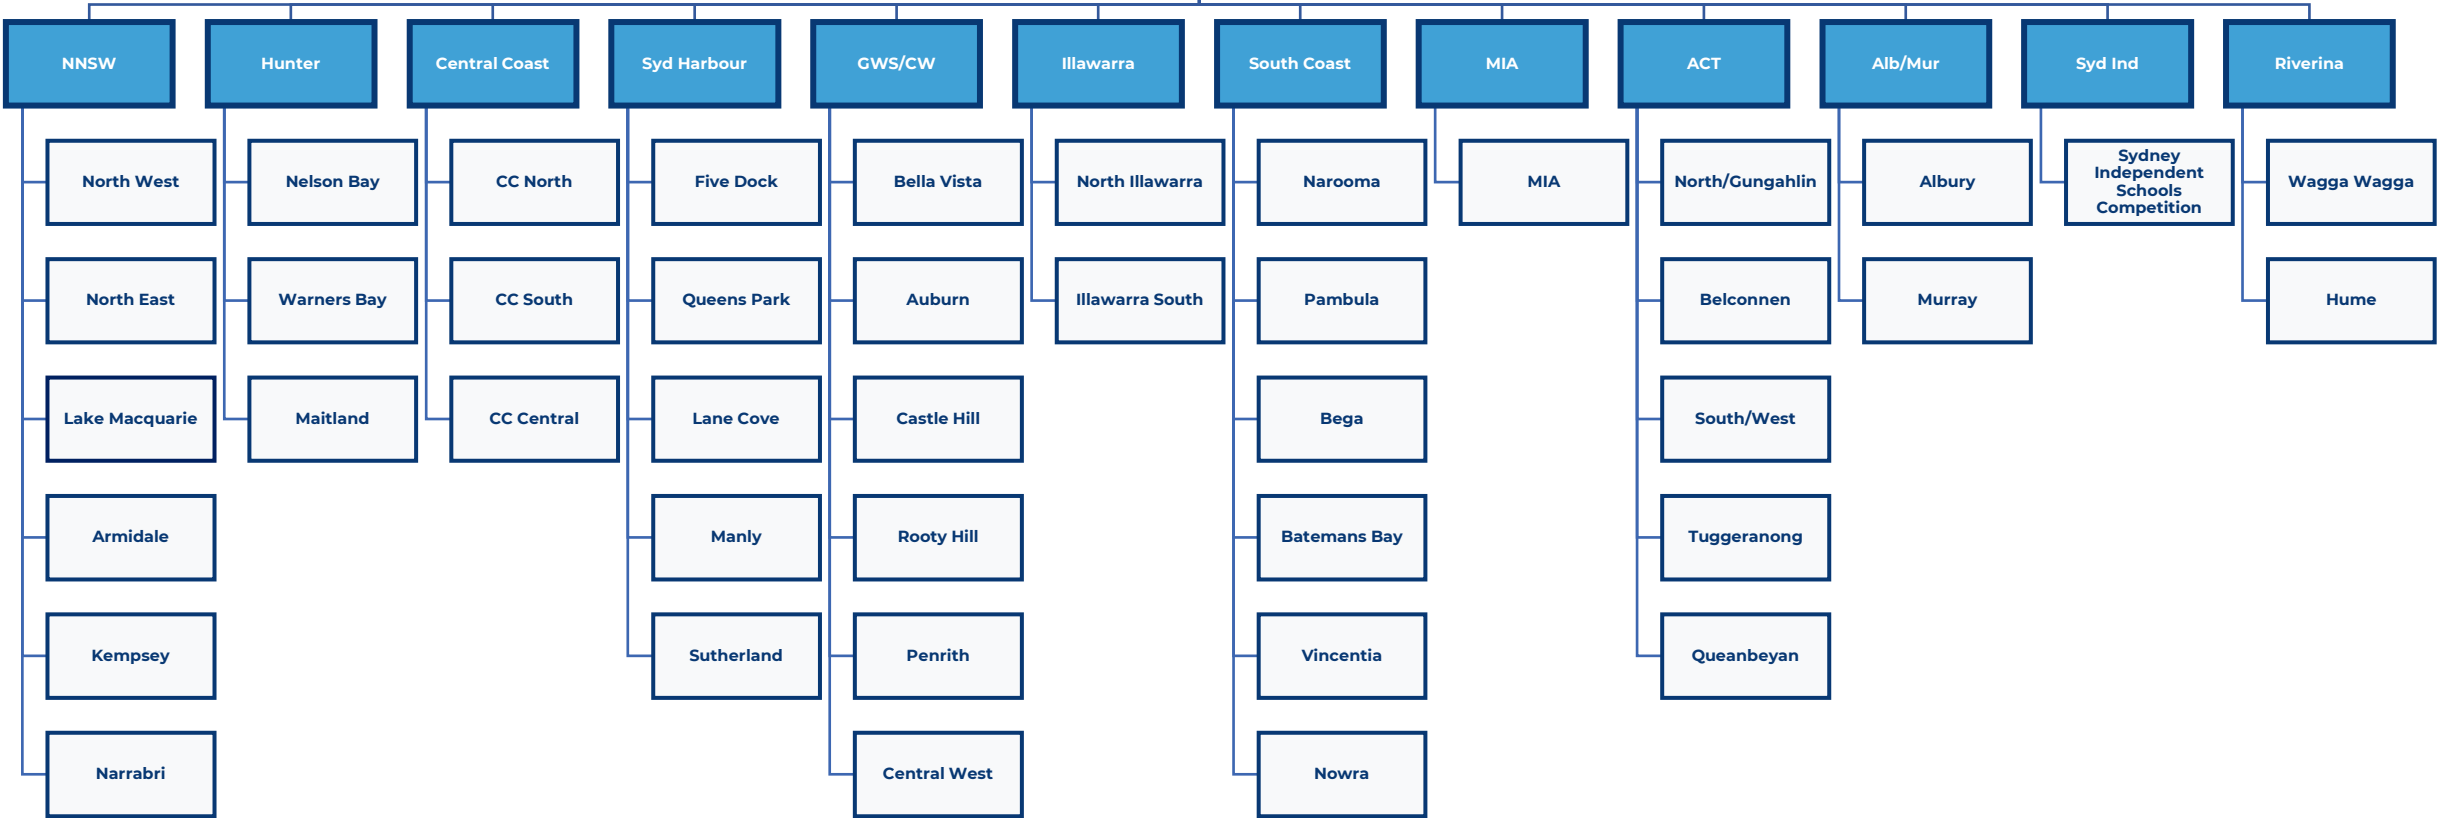 NNSW
Hunter
Central Coast
Syd Harbour
GWS/CW
Illawarra
South Coast
MIA
ACT
Alb/Mur
Syd Ind
Riverina
North West
Nelson Bay
CC North
Five Dock
Bella Vista
North Illawarra
Narooma
MIA
North/Gungahlin
Albury
Sydney
Independent
Schools
Competition
Wagga Wagga
North East
Warners Bay
CC South
Queens Park
Auburn
Illawarra South
Pambula
Belconnen
Murray
Hume
Lake Macquarie
Maitland
CC Central
Lane Cove
Castle Hill
Bega
South/West
Armidale
Manly
Rooty Hill
Batemans Bay
Tuggeranong
Kempsey
Sutherland
Penrith
Vincentia
Queanbeyan
Narrabri
Central West
Nowra